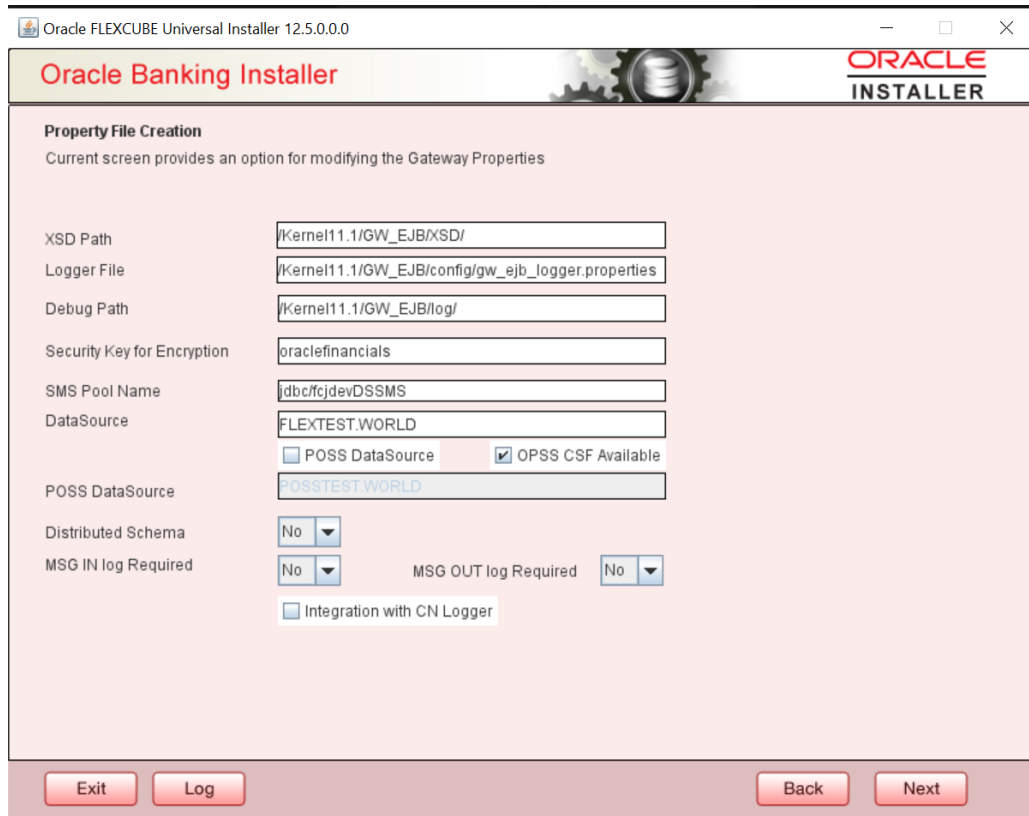 Oracle FLEXCUBE Universal Installer 12.5.0.0.0
Oracle Banking Installer
ORACLE
INSTALLER
Property File Creation
Current screen provides an option for modifying the Gateway Properties
XSD Path /Kernel11.1/GW_EJB/XSD/
Logger File /Kernel11.1/GW_EJB/config/gw_ejb_logger.properties
Debug Path /Kernel11.1/GW_EJB/log/
Security Key for Encryption oraclefinancials
SMS Pool Name jdbc/fcjdevDSSMS
DataSource FLEXTEST.WORLD
POSS DataSource OPSS CSF Available
POSS DataSource POSSTEST.WORLD
Distributed Schema No
MSG IN log Required No MSG OUT log Required No
Integration with CN Logger
Exit Log Back Next